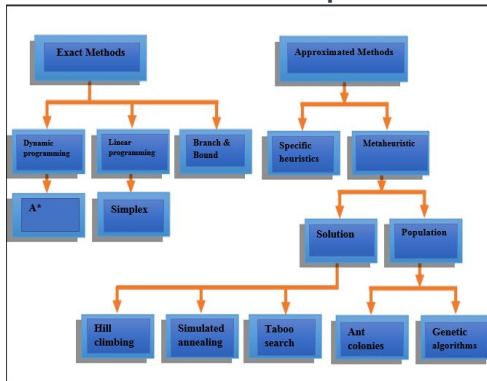 Exact Methods
Approximated Methods
Dynamic
programming
Linear
programming
Branch &
Bound
Specific
heuristics
Metaheuristic
A*
Simplex
Solution
Population
Hill
climbing
Simulated
annealing
Taboo
search
Ant
colonies
Genetic
algorithms